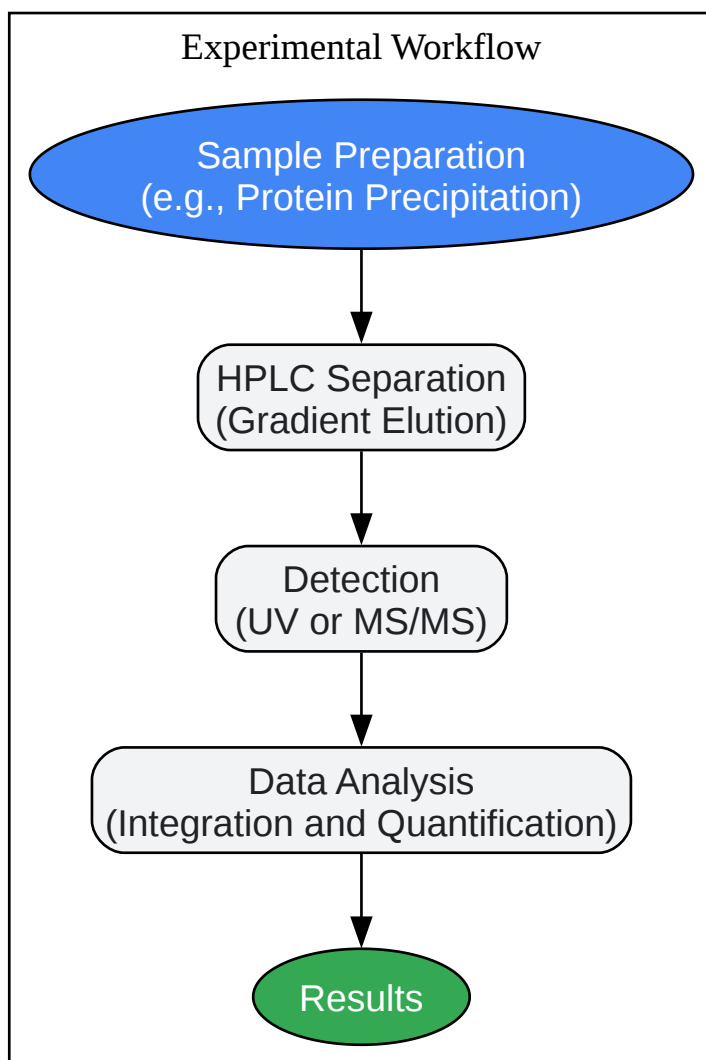 Experimental Workflow
Sample Preparation
(e.g., Protein Precipitation)
HPLC Separation
(Gradient Elution)
Detection
(UV or MS/MS)
Data Analysis
(Integration and Quantification)
Results